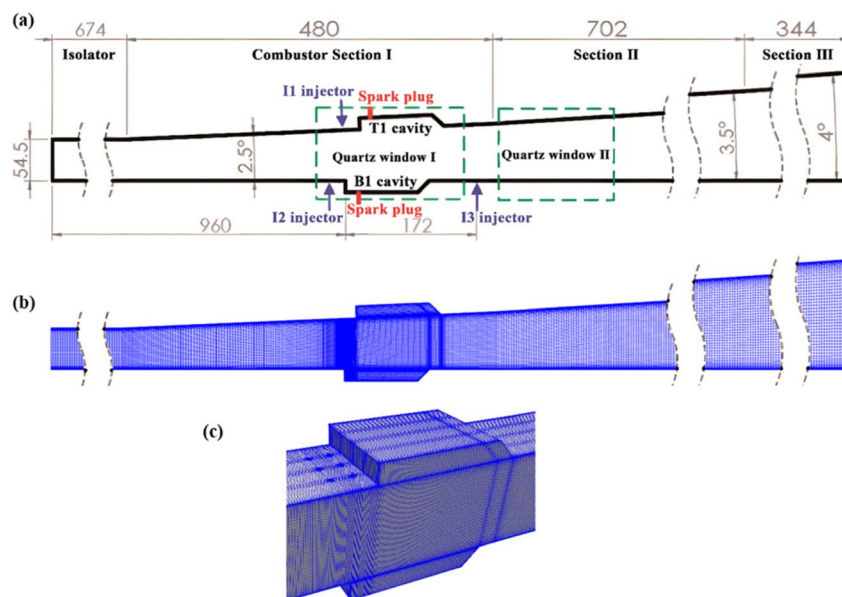 (a)
674
480
702
344
Isolator
Combustor Section I
Section II
Section III
I1 injector
Spark plug
T1 cavity
54.5
2.5°
Quartz window I
Quartz window II
3.5°
4°
B1 cavity
I2 injector
Spark plug
I3 injector
960
172
(b)
(c)